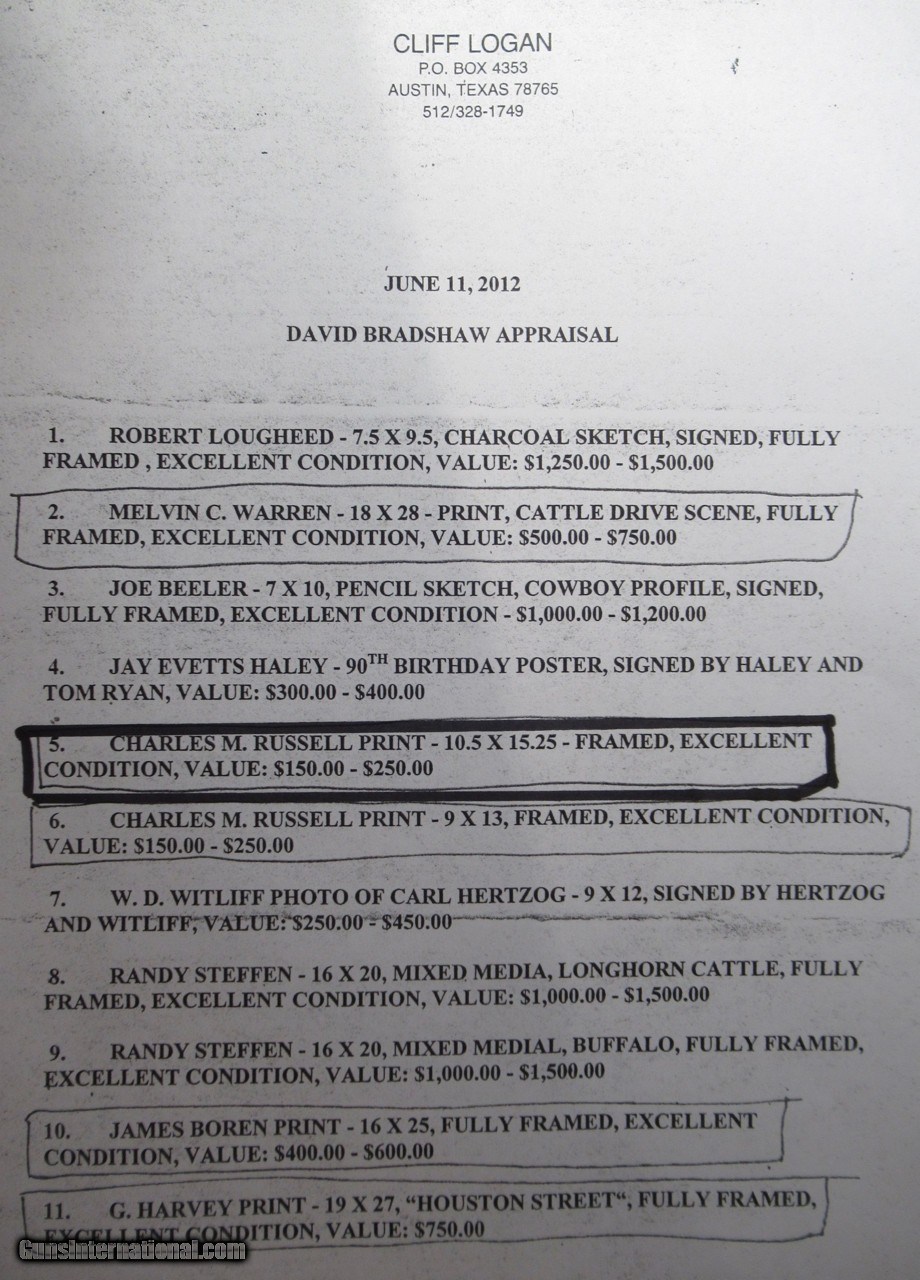 CLIFF LOGAN
P.O. BOX 4353
AUSTIN, TEXAS 78765
512/328-1749
JUNE 11, 2012
DAVID BRADSHAW APPRAISAL
1. ROBERT LOUGHEED - 7.5 X 9.5, CHARCOAL SKETCH, SIGNED, FULLY
FRAMED , EXCELLENT CONDITION, VALUE: $1,250.00 - $1,500.00
2. MELVIN C. WARREN - 18 X 28 - PRINT, CATTLE DRIVE SCENE, FULLY
FRAMED, EXCELLENT CONDITION, VALUE: $500.00 - $750.00
3. JOE BEELER - 7 X 10, PENCIL SKETCH, COWBOY PROFILE, SIGNED,
FULLY FRAMED, EXCELLENT CONDITION - $1,000.00 - $1,200.00
4. JAY EVETTS HALEY - 90TH BIRTHDAY POSTER, SIGNED BY HALEY AND
TOM RYAN, VALUE: $300.00 - $400.00
5. CHARLES M. RUSSELL PRINT - 10.5 X 15.25 - FRAMED, EXCELLENT
CONDITION, VALUE: $150.00 - $250.00
6. CHARLES M. RUSSELL PRINT - 9 X 13, FRAMED, EXCELLENT CONDITION,
VALUE: $150.00 - $250.00
7. W. D. WITLIFF PHOTO OF CARL HERTZOG - 9 X 12, SIGNED BY HERTZOG
AND WITLIFF, VALUE: $250.00 - $450.00
8. RANDY STEFFEN - 16 X 20, MIXED MEDIA, LONGHORN CATTLE, FULLY
FRAMED, EXCELLENT CONDITION, VALUE: $1,000.00 - $1,500.00
9. RANDY STEFFEN - 16 X 20, MIXED MEDIAL, BUFFALO, FULLY FRAMED,
EXCELLENT CONDITION, VALUE: $1,000.00 - $1,500.00
10. JAMES BOREN PRINT - 16 X 25, FULLY FRAMED, EXCELLENT
CONDITION, VALUE: $400.00 - $600.00
11. G. HARVEY PRINT - 19 X 27, “HOUSTON STREET“, FULLY FRAMED,
EXCELLENT CONDITION, VALUE: $750.00
GunsInternational.com